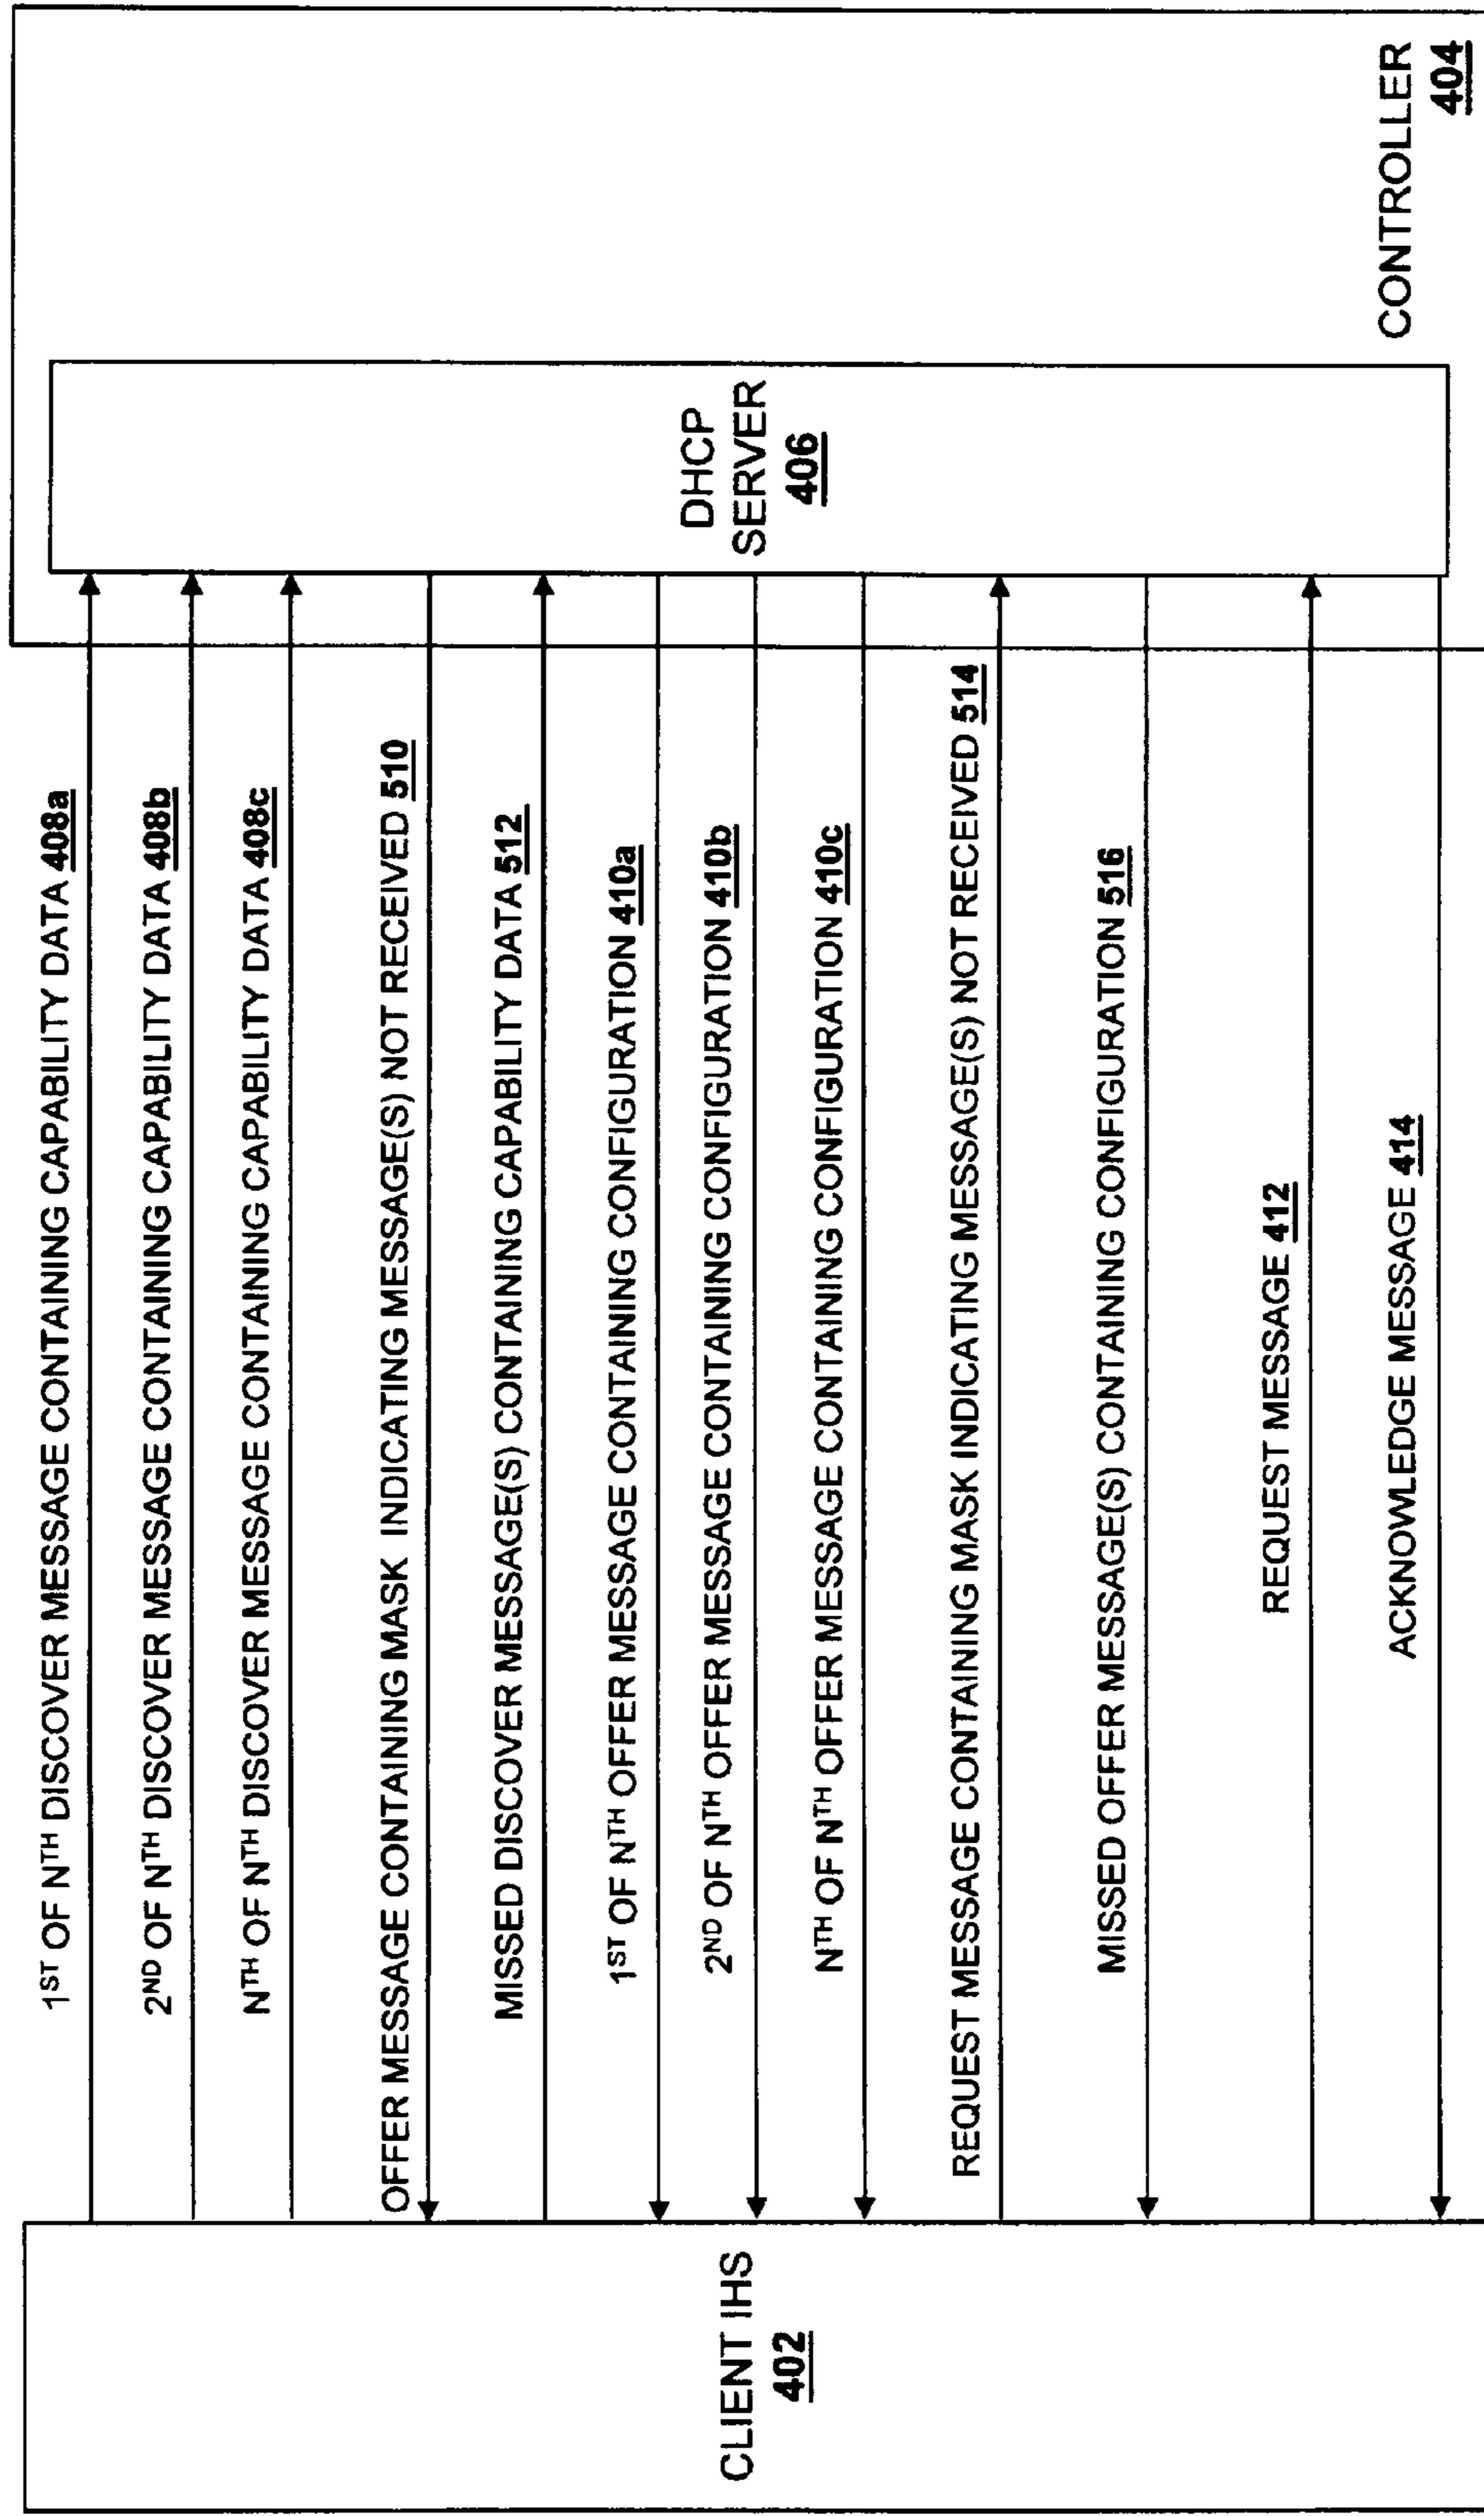 CLIENT IHS
402
1ST OF NTH DISCOVER MESSAGE CONTAINING CAPABILITY DATA 408a
2ND OF NTH DISCOVER MESSAGE CONTAINING CAPABILITY DATA 408b
NTH OF NTH DISCOVER MESSAGE CONTAINING CAPABILITY DATA 408c
OFFER MESSAGE CONTAINING MASK INDICATING MESSAGE(S) NOT RECEIVED 510
MISSED DISCOVER MESSAGE(S) CONTAINING CAPABILITY DATA 512
1ST OF NTH OFFER MESSAGE CONTAINING CONFIGURATION 410a
2ND OF NTH OFFER MESSAGE CONTAINING CONFIGURATION 410b
NTH OF NTH OFFER MESSAGE CONTAINING CONFIGURATION 410c
REQUEST MESSAGE CONTAINING MASK INDICATING MESSAGE(S) NOT RECEIVED 514
MISSED OFFER MESSAGE(S) CONTAINING CONFIGURATION 516
REQUEST MESSAGE 412
ACKNOWLEDGE MESSAGE 414
DHCP
SERVER
406
CONTROLLER
404